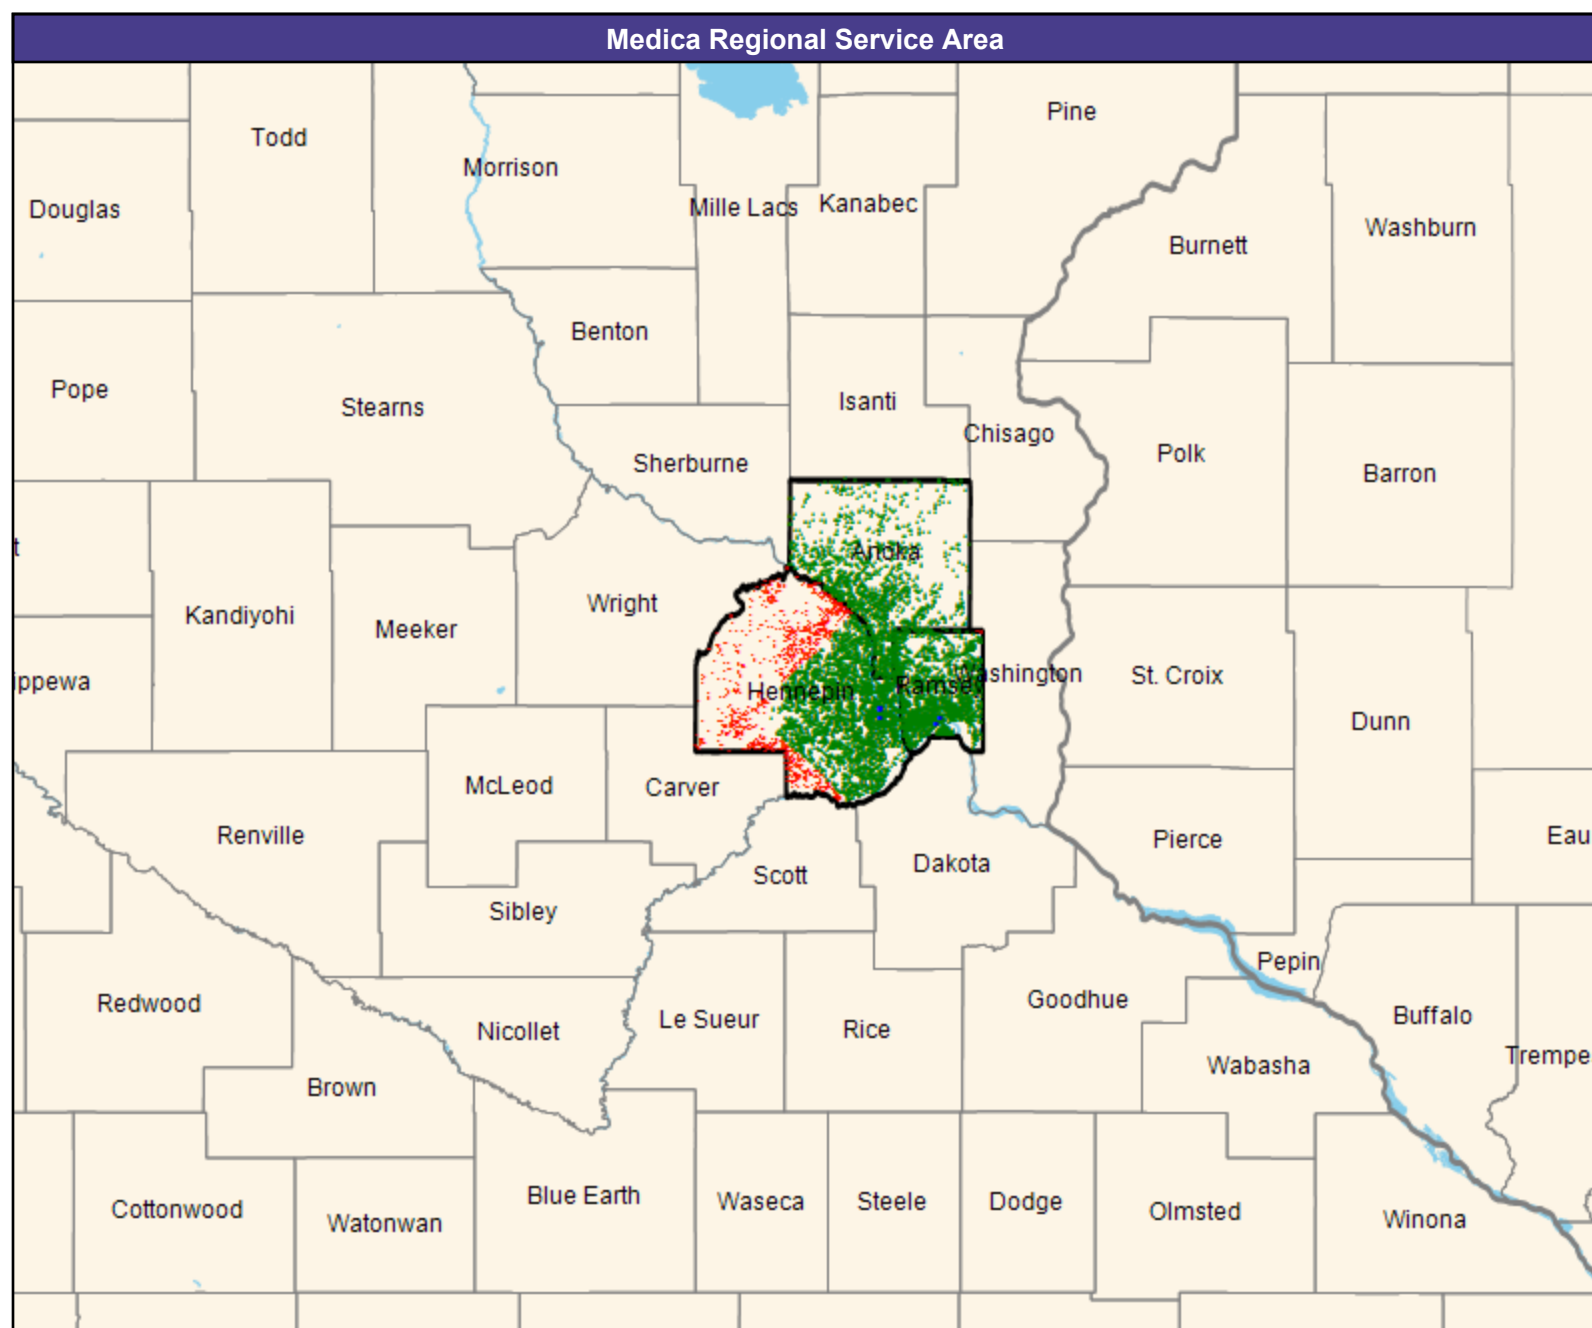 Medica Regional Service Area
Pine
Todd
Morrison
Douglas
Mille Lacs
Kanabec
Washburn
Burnett
Benton
Pope
Stearns
Isanti
Chisago
Polk
Sherburne
Barron
t
Anoka
Wright
Kandiyohi
Meeker
ippewa
Hennepin
Ramsey
Washington
St. Croix
Dunn
McLeod
Carver
Renville
Pierce
Eau
Scott
Dakota
Sibley
Pepin
Redwood
Goodhue
Nicollet
Le Sueur
Rice
Buffalo
Trempe
Wabasha
Brown
Blue Earth
Waseca
Steele
Dodge
Cottonwood
Watonwan
Olmsted
Winona